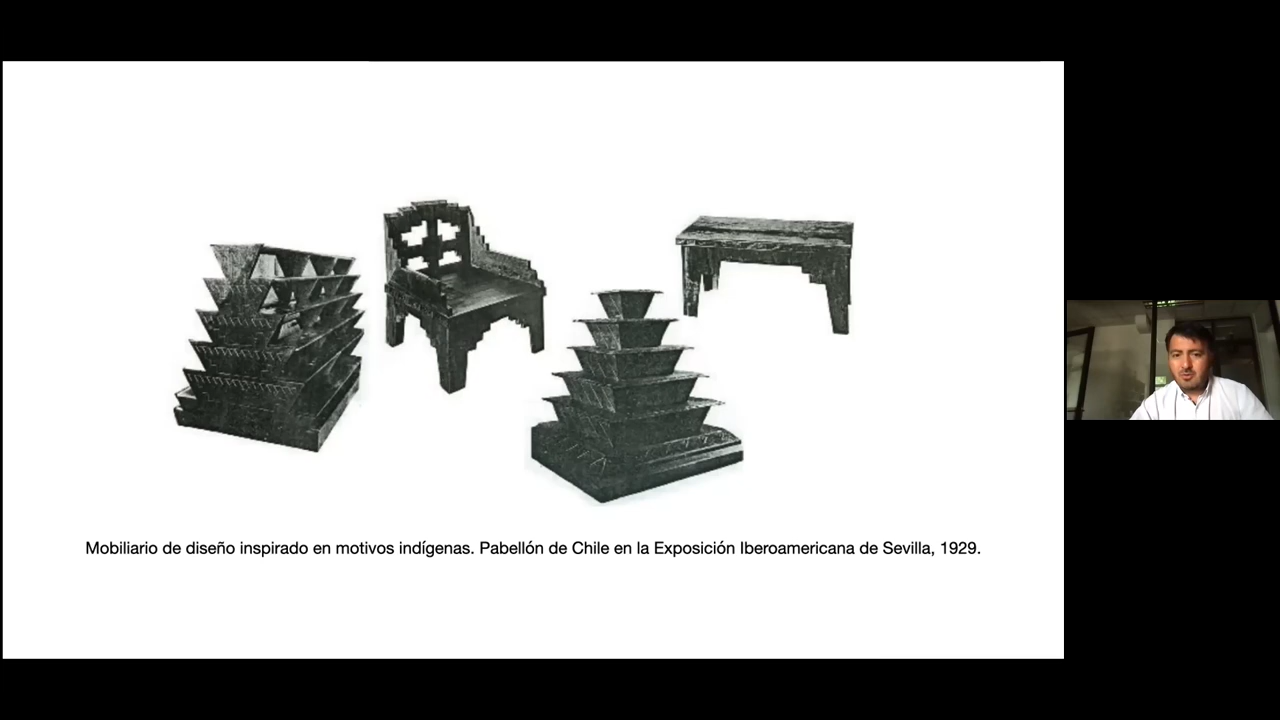 Mobiliario de diseño inspirado en motivos indígenas. Pabellón de Chile en la Exposición Iberoamericana de Sevilla, 1929.